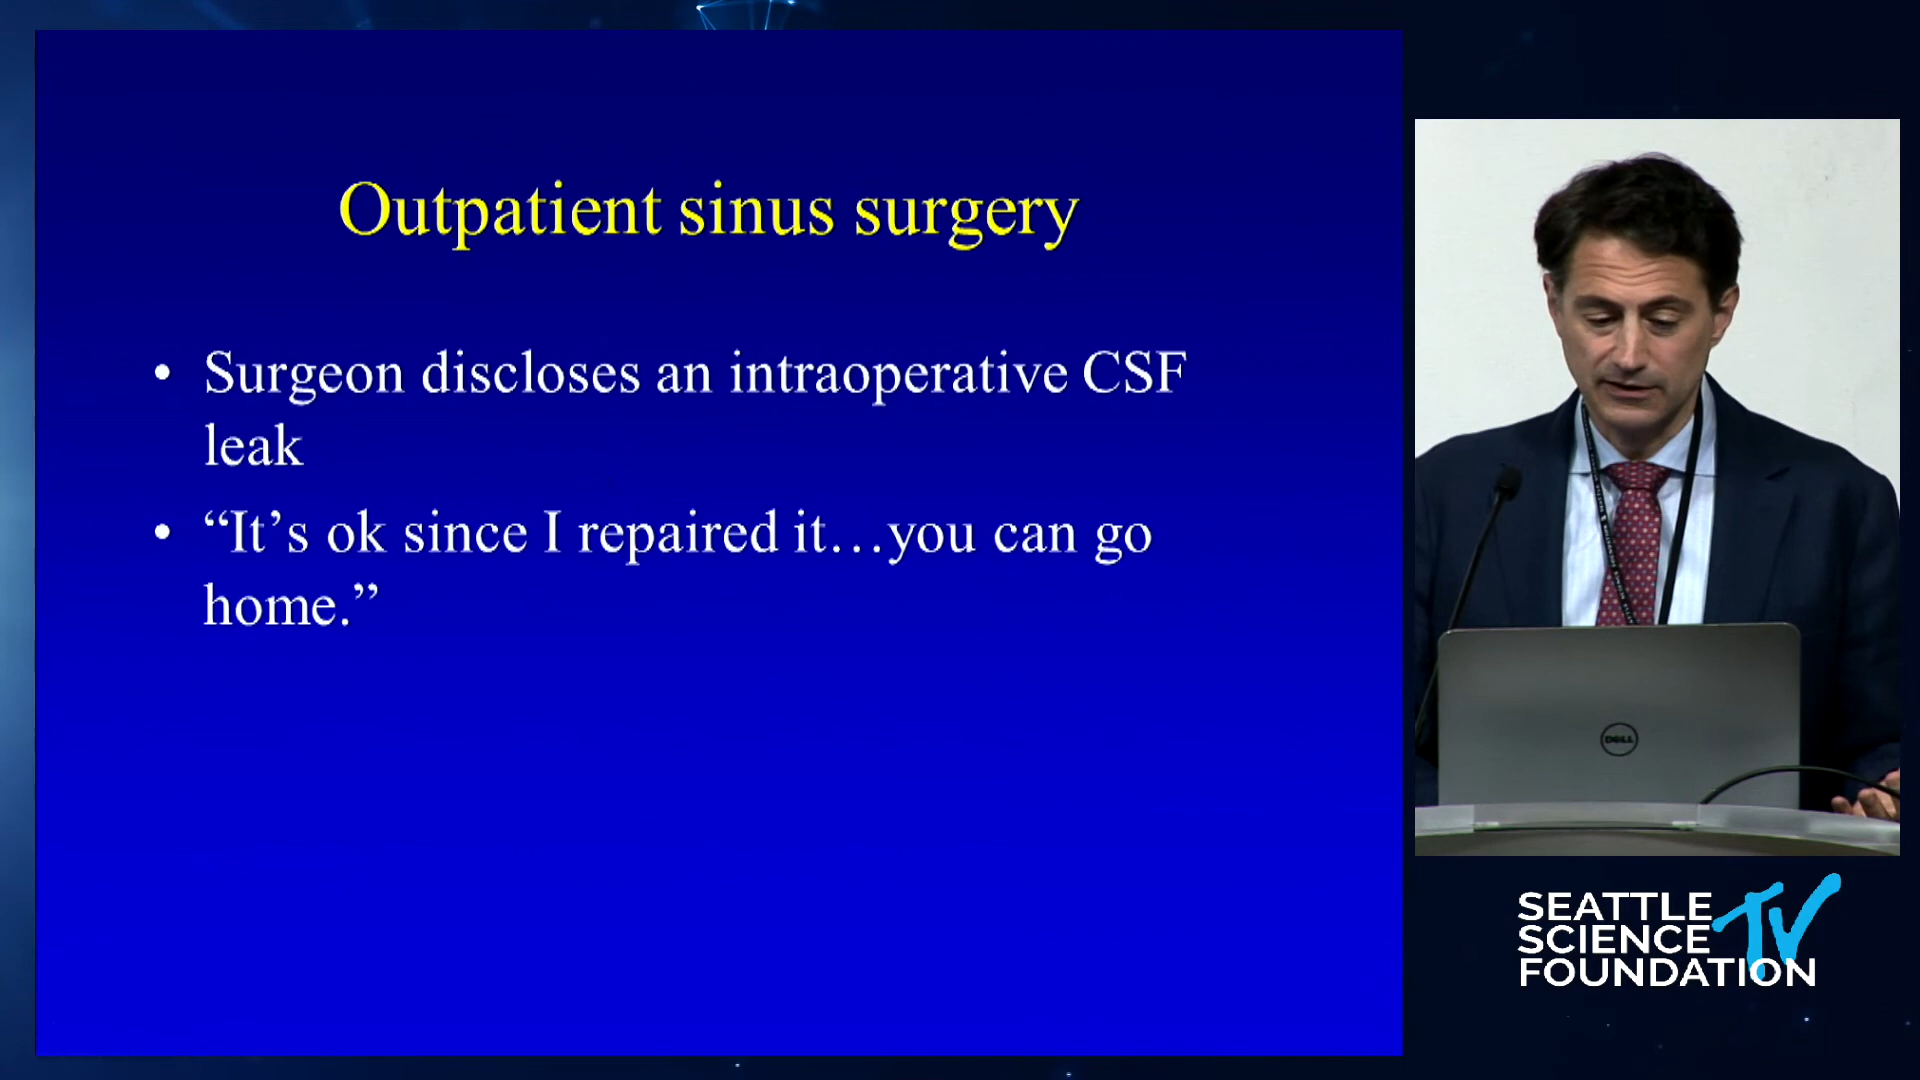 Outpatient sinus surgery
• Surgeon discloses an intraoperative CSF
leak
• “It’s ok since I repaired it…you can go
home.”
DELL
SEATTLE
SCIENCE
FOUNDATION
TV